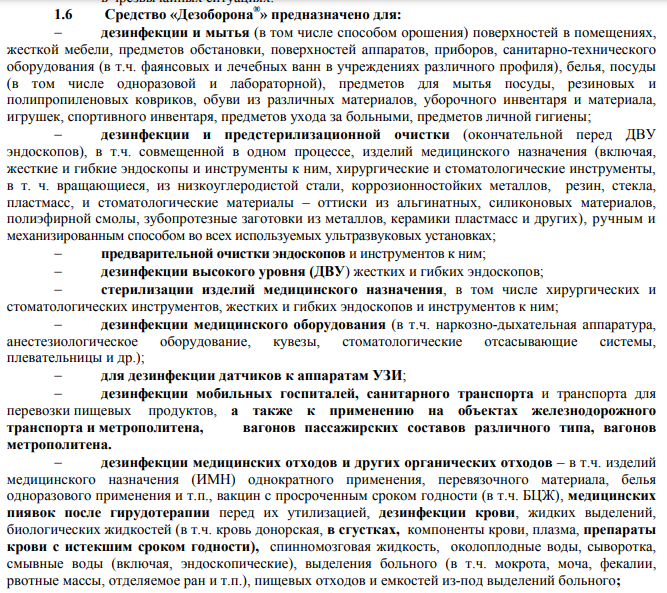 1.6 Средство «Дезоборона®» предназначено для:
– дезинфекции и мытья (в том числе способом орошения) поверхностей в помещениях,
жесткой мебели, предметов обстановки, поверхностей аппаратов, приборов, санитарно-технического
оборудования (в т.ч. фаянсовых и лечебных ванн в учреждениях различного профиля), белья, посуды
(в том числе одноразовой и лабораторной), предметов для мытья посуды, резиновых и
полипропиленовых ковриков, обуви из различных материалов, уборочного инвентаря и материала,
игрушек, спортивного инвентаря, предметов ухода за больными, предметов личной гигиены;
– дезинфекции и предстерилизационной очистки (окончательной перед ДВУ
эндоскопов), в т.ч. совмещенной в одном процессе, изделий медицинского назначения (включая,
жесткие и гибкие эндоскопы и инструменты к ним, хирургические и стоматологические инструменты,
в т. ч. вращающиеся, из низкоуглеродистой стали, коррозионностойких металлов, резин, стекла,
пластмасс, и стоматологические материалы – оттиски из альгинатных, силиконовых материалов,
полиэфирной смолы, зубопротезные заготовки из металлов, керамики пластмасс и других), ручным и
механизированным способом во всех используемых ультразвуковых установках;
– предварительной очистки эндоскопов и инструментов к ним;
– дезинфекции высокого уровня (ДВУ) жестких и гибких эндоскопов;
– стерилизации изделий медицинского назначения, в том числе хирургических и
стоматологических инструментов, жестких и гибких эндоскопов и инструментов к ним;
– дезинфекции медицинского оборудования (в т.ч. наркозно-дыхательная аппаратура,
анестезиологическое оборудование, кувезы, стоматологические отсасывающие системы,
плевательницы и др.);
– для дезинфекции датчиков к аппаратам УЗИ;
– дезинфекции мобильных госпиталей, санитарного транспорта и транспорта для
перевозки пищевых продуктов, а также к применению на объектах железнодорожного
транспорта и метрополитена, вагонов пассажирских составов различного типа, вагонов
метрополитена.
– дезинфекции медицинских отходов и других органических отходов – в т.ч. изделий
медицинского назначения (ИМН) однократного применения, перевязочного материала, белья
одноразового применения и т.п., вакцин с просроченным сроком годности (в т.ч. БЦЖ), медицинских
пиявок после гирудотерапии перед их утилизацией, дезинфекции крови, жидких выделений,
биологических жидкостей (в т.ч. кровь донорская, в сгустках, компоненты крови, плазма, препараты
крови с истекшим сроком годности), спинномозговая жидкость, околоплодные воды, сыворотка,
смывные воды (включая, эндоскопические), выделения больного (в т.ч. мокрота, моча, фекалии,
рвотные массы, отделяемое ран и т.п.), пищевых отходов и емкостей из-под выделений больного;